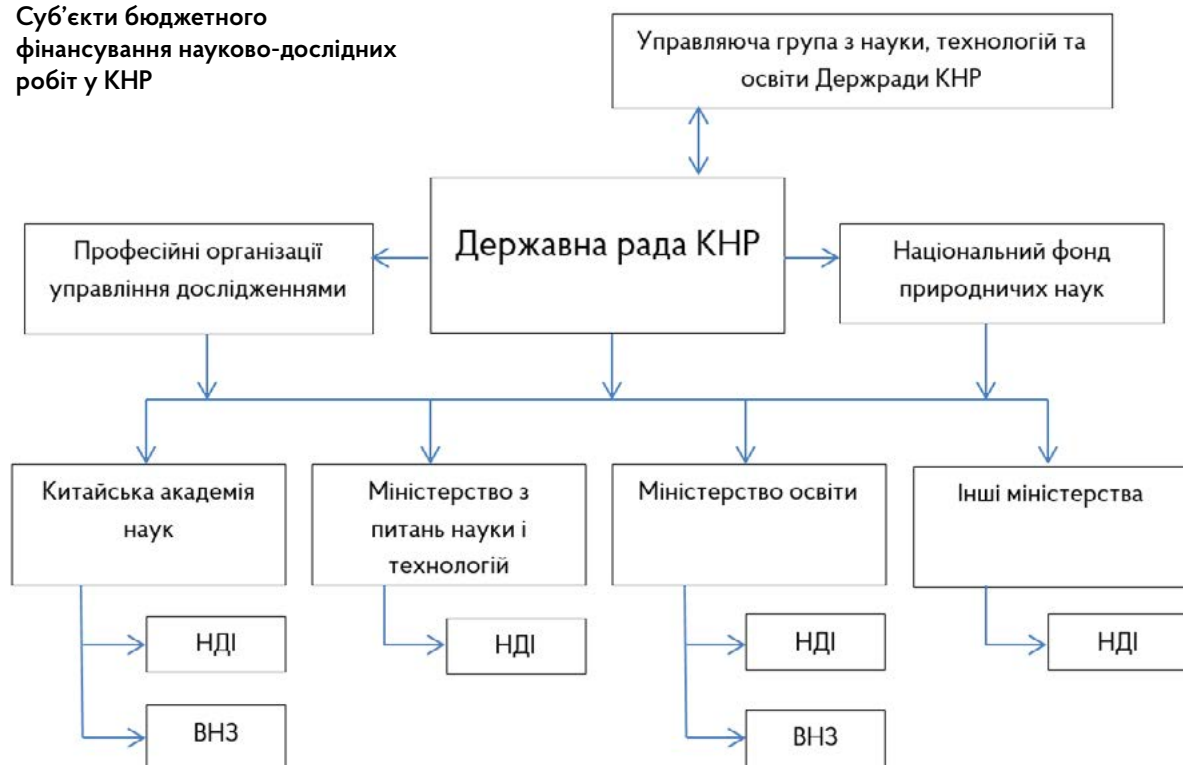 Суб’єкти бюджетного
фінансування науково-дослідних
робіт у КНР
Управляюча група з науки, технологій та
освіти Держради КНР
Професійні організації
управління дослідженнями
Державна рада КНР
Національний фонд
природничих наук
Китайська академія
наук
Міністерство з
питань науки і
технологій
Міністерство освіти
Інші міністерства
НДІ
НДІ
НДІ
НДІ
ВНЗ
ВНЗ